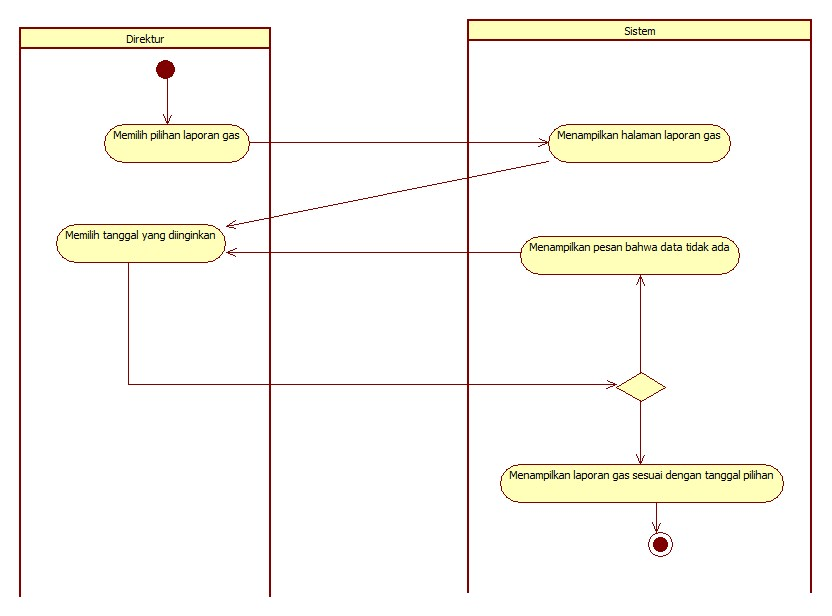 Direktur
Sistem
Memilih pilihan laporan gas
Menampilkan halaman laporan gas
Memilih tanggal yang diinginkan
Menampilkan pesan bahwa data tidak ada
Menampilkan laporan gas sesuai dengan tanggal pilihan